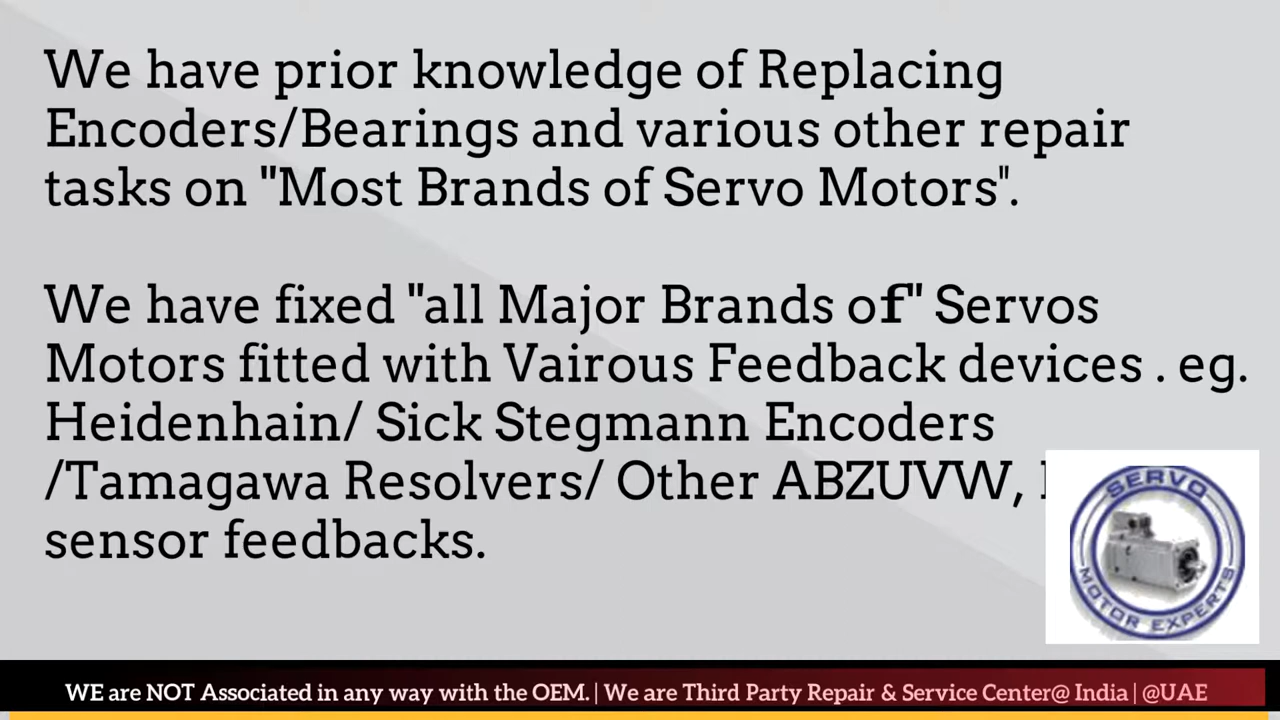 We have prior knowledge of Replacing
Encoders/Bearings and various other repair
tasks on "Most Brands of Servo Motors".
We have fixed "all Major Brands of" Servos
Motors fitted with Vairous Feedback devices . eg.
Heidenhain/ Sick Stegmann Encoders
/Tamagawa Resolvers/ Other ABZUVW,
sensor feedbacks.
SERVO
MOTOR EXPERTS
WE are NOT Associated in any way with the OEM. | We are Third Party Repair & Service Center@ India | @UAE